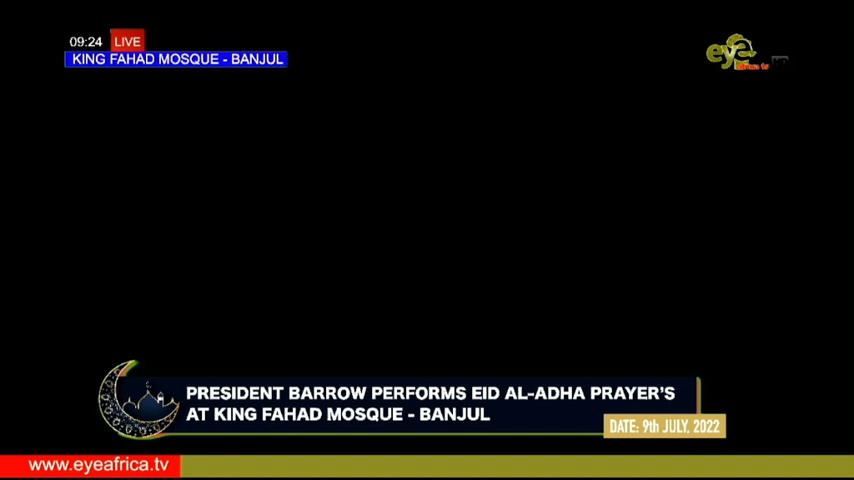 09:24 LIVE
KING FAHAD MOSQUE - BANJUL
eye
PRESIDENT BARROW PERFORMS EID AL-ADHA PRAYER'S
AT KING FAHAD MOSQUE - BANJUL
DATE: 9th JULY, 2022
www.eyeafrica.tv